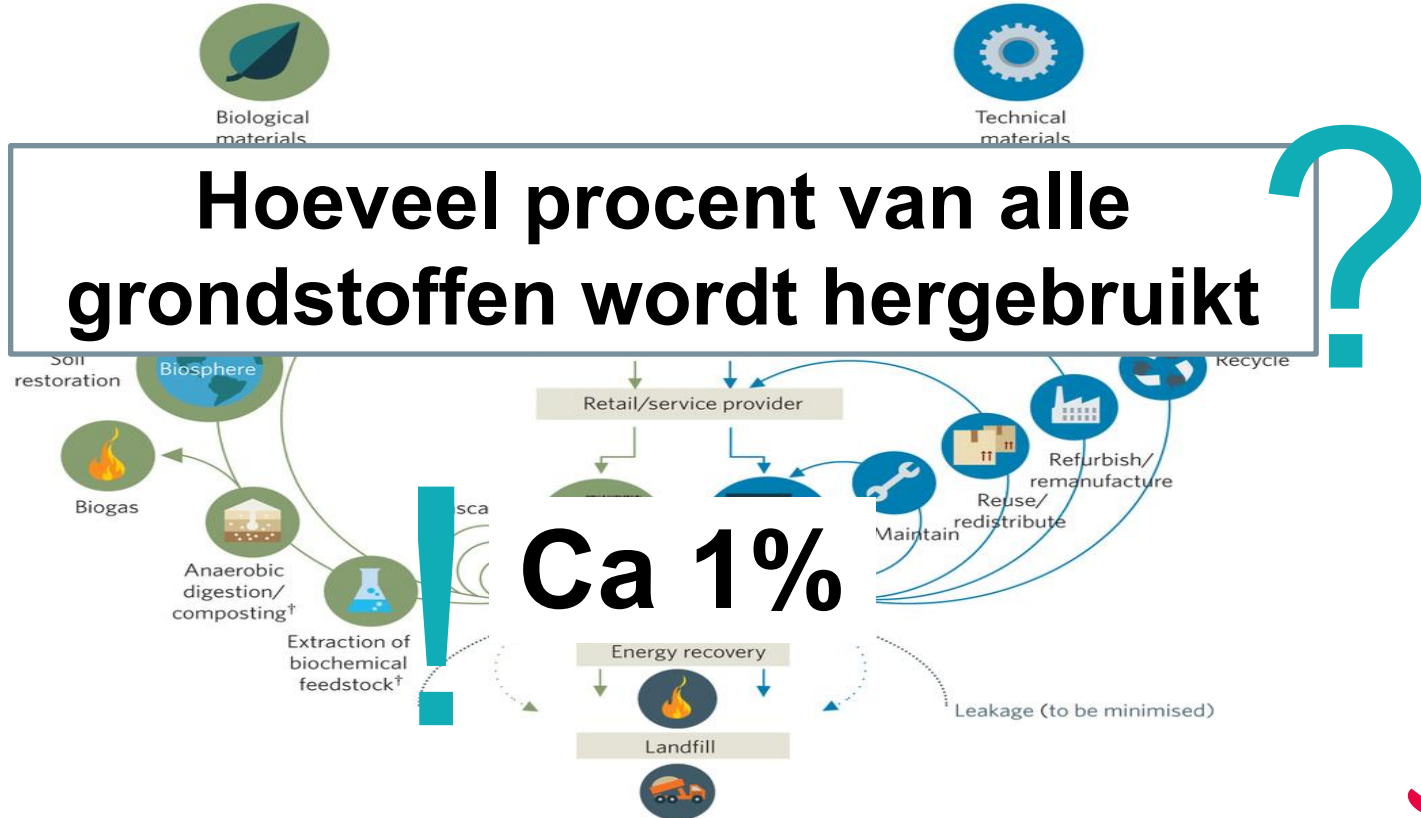 Biological
materials
Technical
materials
Hoeveel procent van alle
grondstoffen wordt hergebruikt
?
Soil
restoration
Biosphere
Recycle
Retail/service provider
Refurbish/
remanufacture
Reuse/
redistribute
Maintain
Biogas
Anaerobic
digestion/
composting†
Extraction of
biochemical
feedstock†
!
Ca 1%
Energy recovery
Leakage (to be minimised)
Landfill